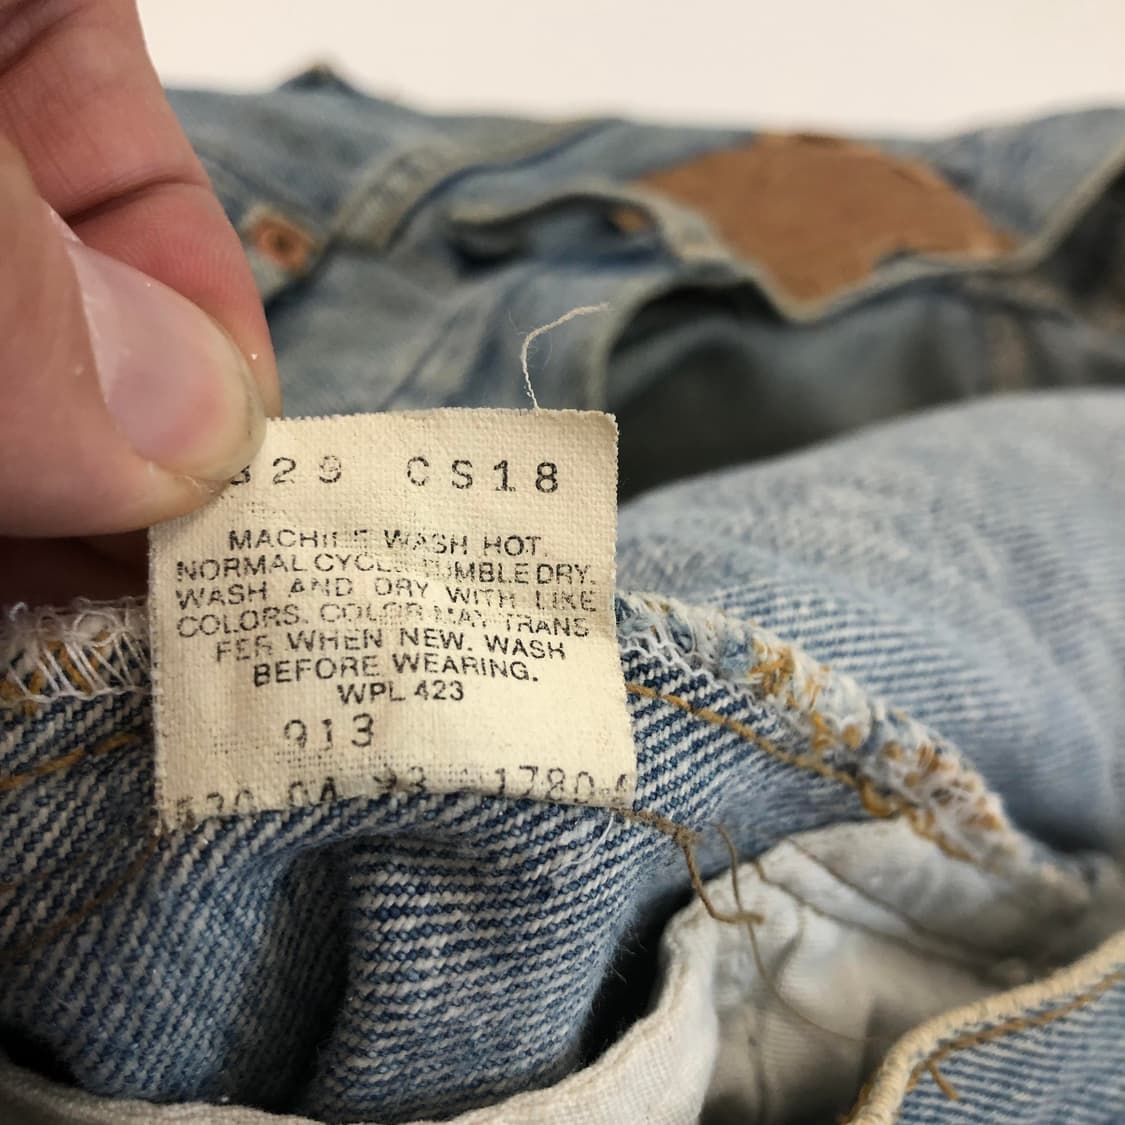 329 CS18
MACHINE WASH HOT.
NORMAL CYCLE TUMBLE DRY.
WASH AND DRY WITH LIKE
COLORS. COLOR MAY TRANS
FER WHEN NEW. WASH
BEFORE WEARING.
WPL 423
913